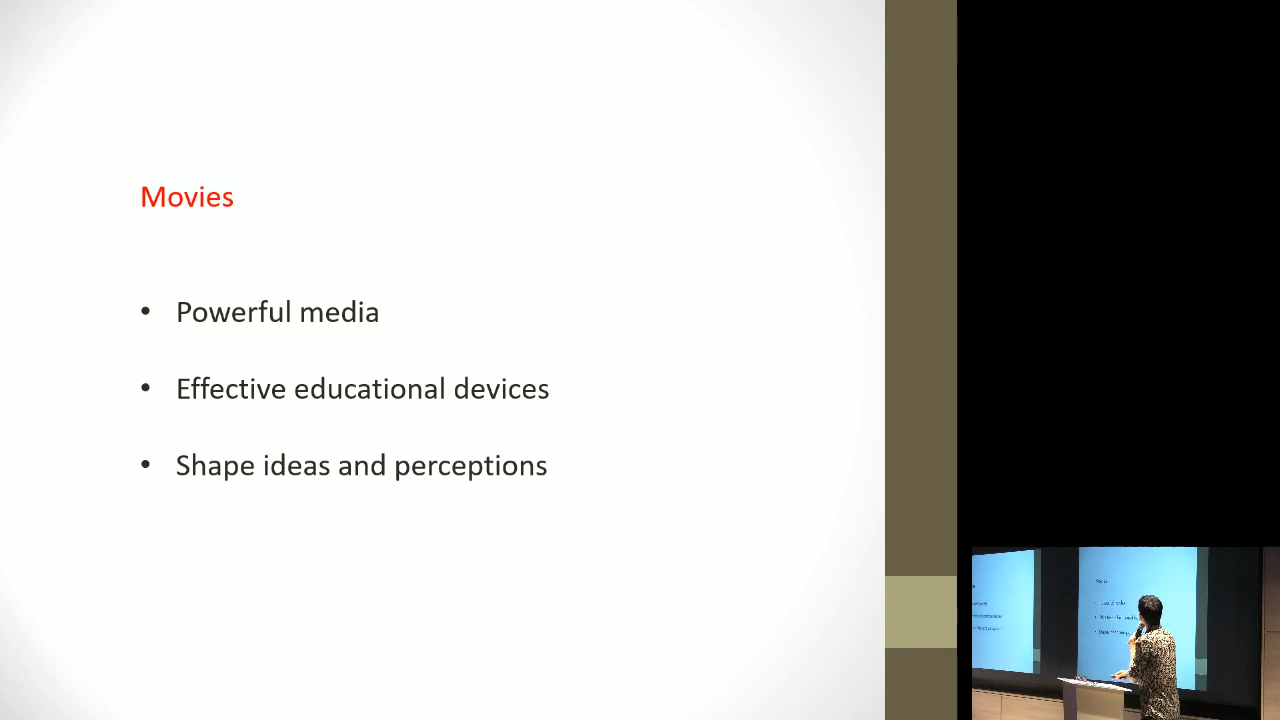 Movies
• Powerful media
• Effective educational devices
• Shape ideas and perceptions